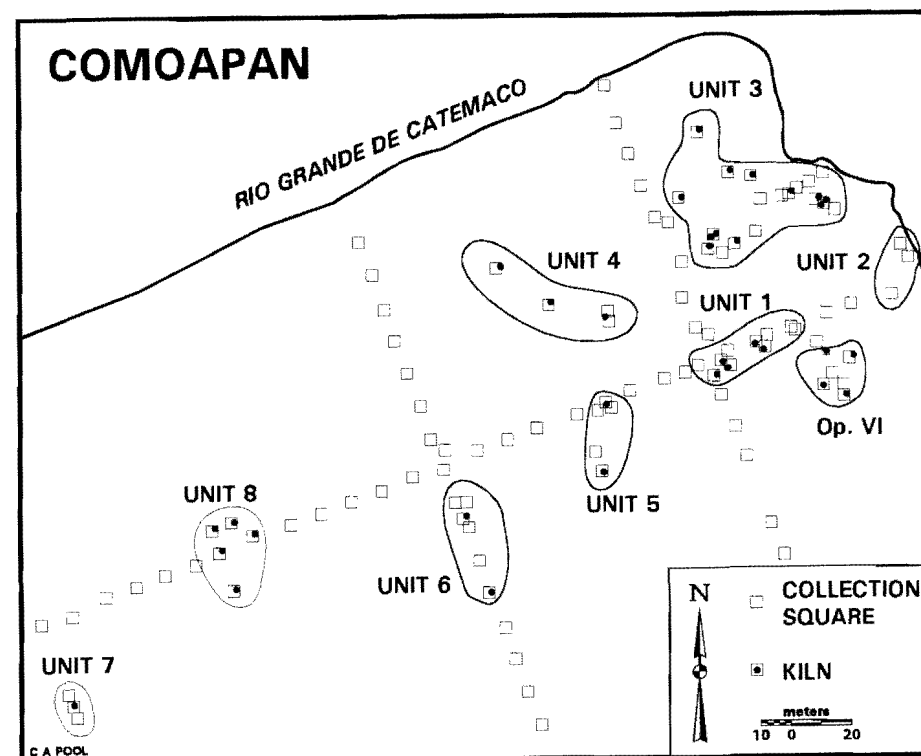 COMOAPAN
RIO GRANDE DE CATEMACO
UNIT 3
UNIT 4
UNIT 2
UNIT 1
Op. VI
UNIT 5
UNIT 8
UNIT 6
UNIT 7
N
COLLECTION
SQUARE
KILN
meters
10 0 20
C A POOL